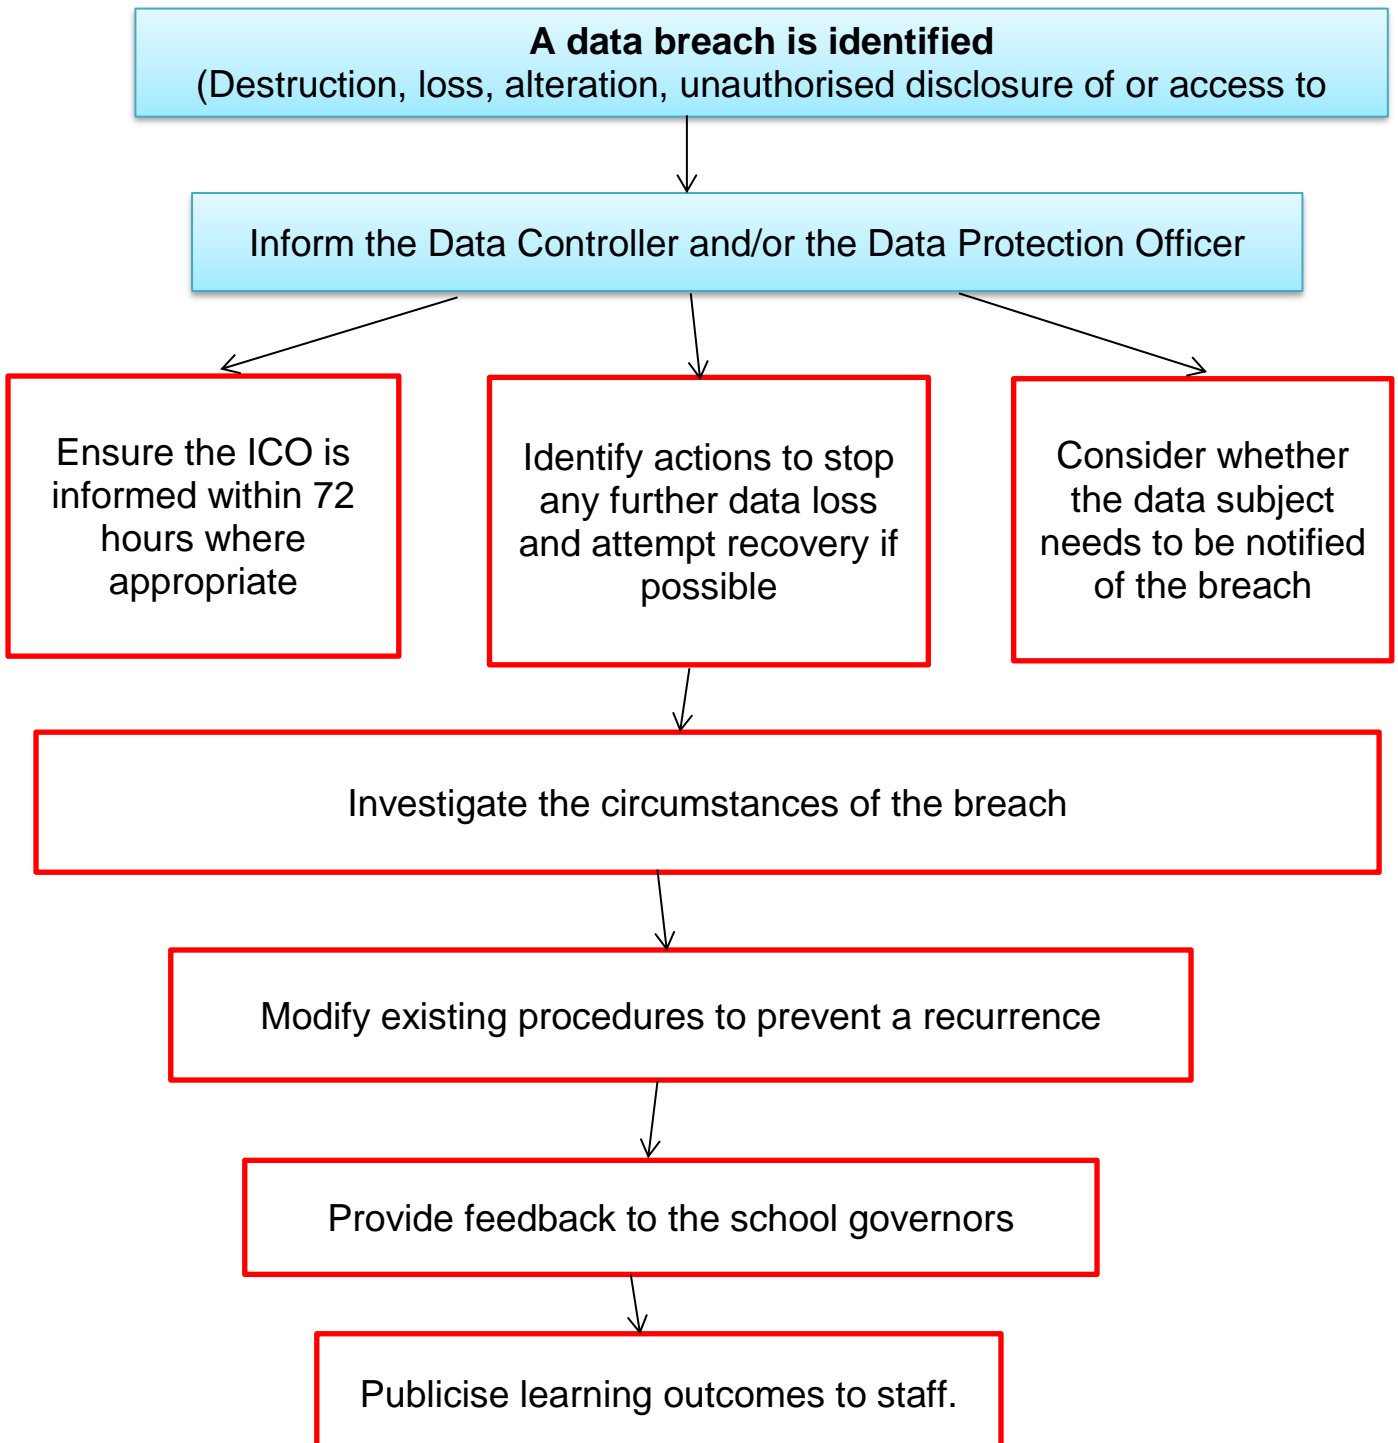 A data breach is identified
(Destruction, loss, alteration, unauthorised disclosure of or access to
Inform the Data Controller and/or the Data Protection Officer
Ensure the ICO is
informed within 72
hours where
appropriate
Identify actions to stop
any further data loss
and attempt recovery if
possible
Consider whether
the data subject
needs to be notified
of the breach
Investigate the circumstances of the breach
Modify existing procedures to prevent a recurrence
Provide feedback to the school governors
Publicise learning outcomes to staff.